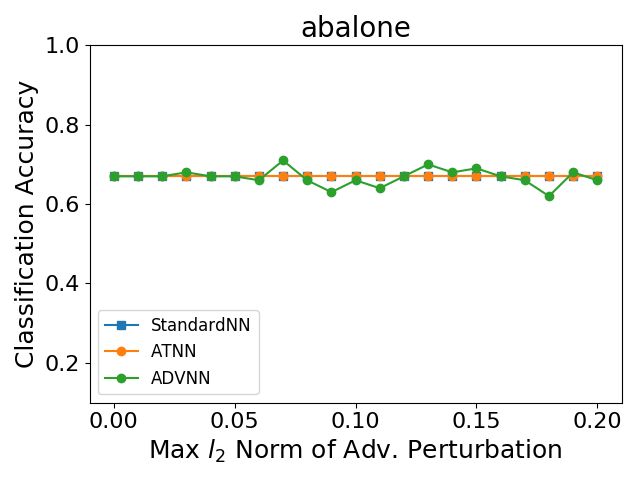 abalone
Classification Accuracy
1.0
0.8
0.6
0.4
0.2
StandardNN
ATNN
ADVNN
0.00 0.05 0.10 0.15 0.20
Max $l_2$ Norm of Adv. Perturbation